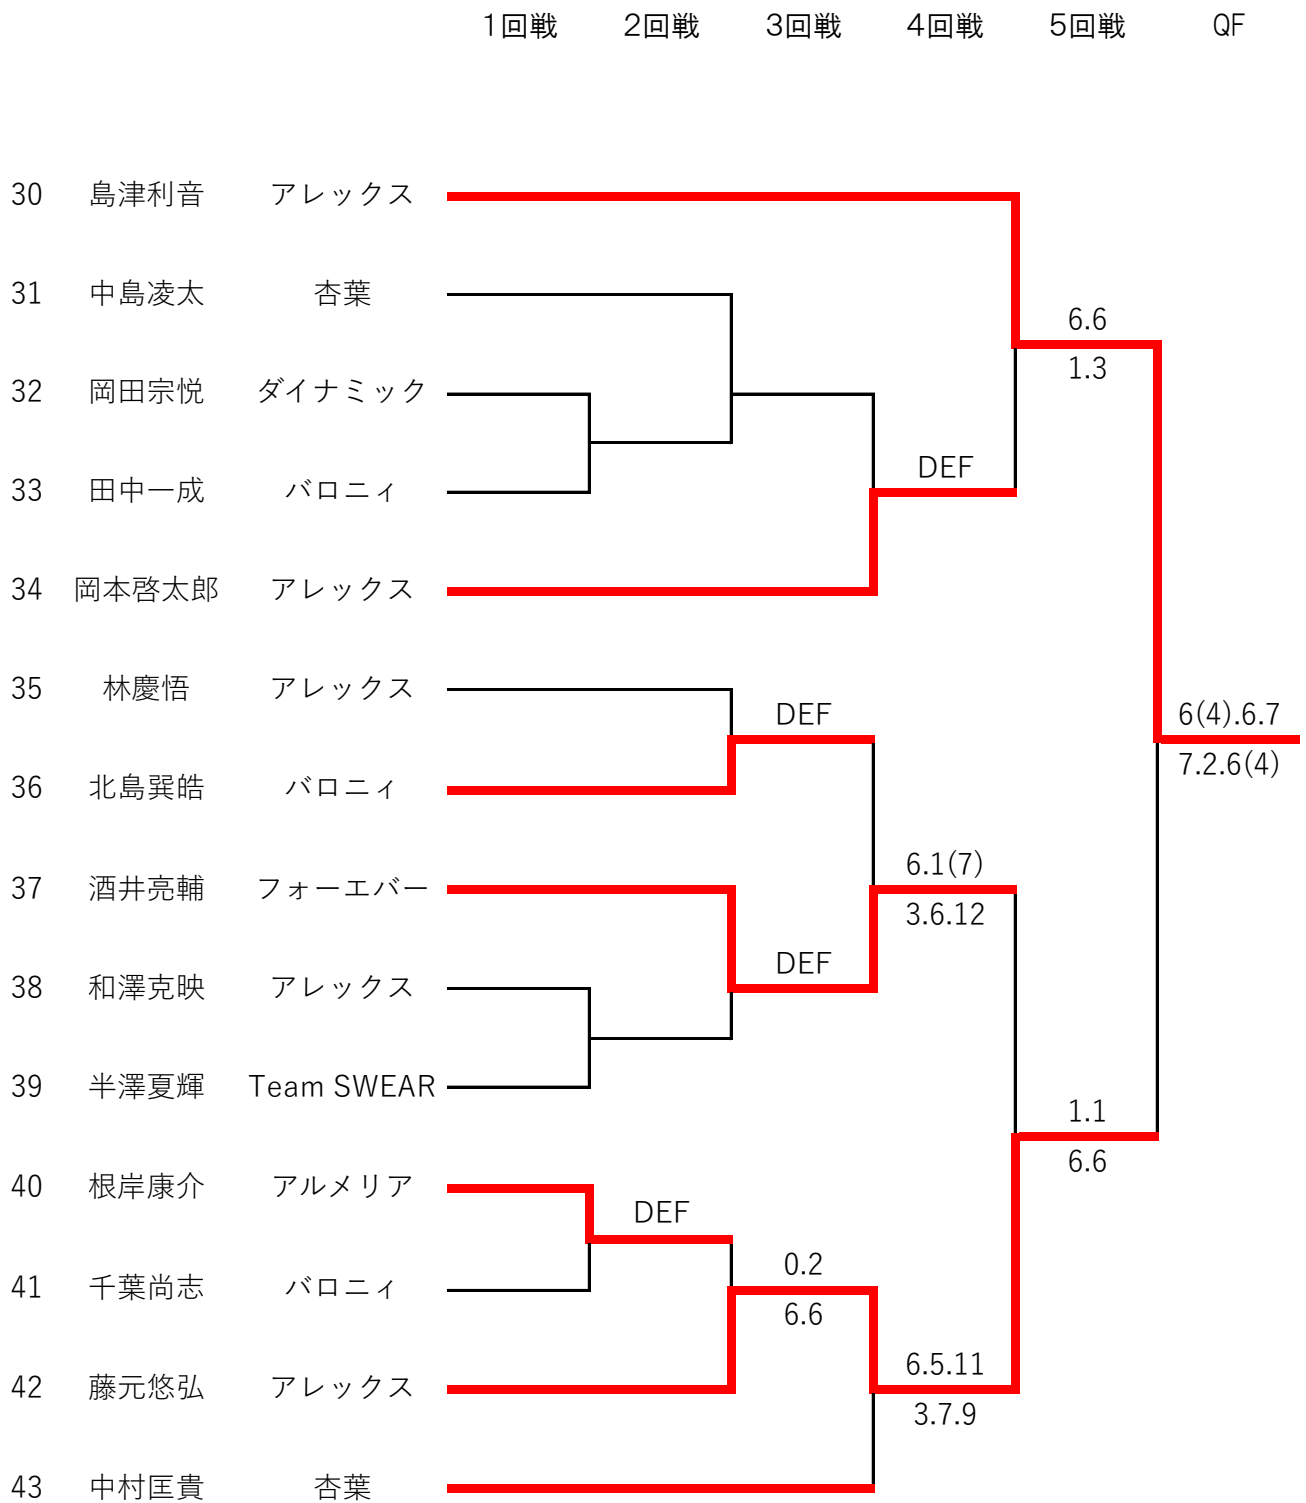 1回戦 2回戦 3回戦 4回戦 5回戦 QF
30 島津利音 アレックス
31 中島凌太 杏葉
6.6
1.3
32 岡田宗悦 ダイナミック
DEF
33 田中一成 バロニィ
34 岡本啓太郎 アレックス
35 林慶悟 アレックス
DEF 6(4).6.7
7.2.6(4)
36 北島巽皓 バロニィ
6.1(7)
37 酒井亮輔 フォーエバー
3.6.12
DEF
38 和澤克映 アレックス
39 半澤夏輝 Team SWEAR
1.1
6.6
40 根岸康介 アルメリア
DEF
0.2
41 千葉尚志 バロニィ
6.6
6.5.11
42 藤元悠弘 アレックス
3.7.9
43 中村匡貴 杏葉